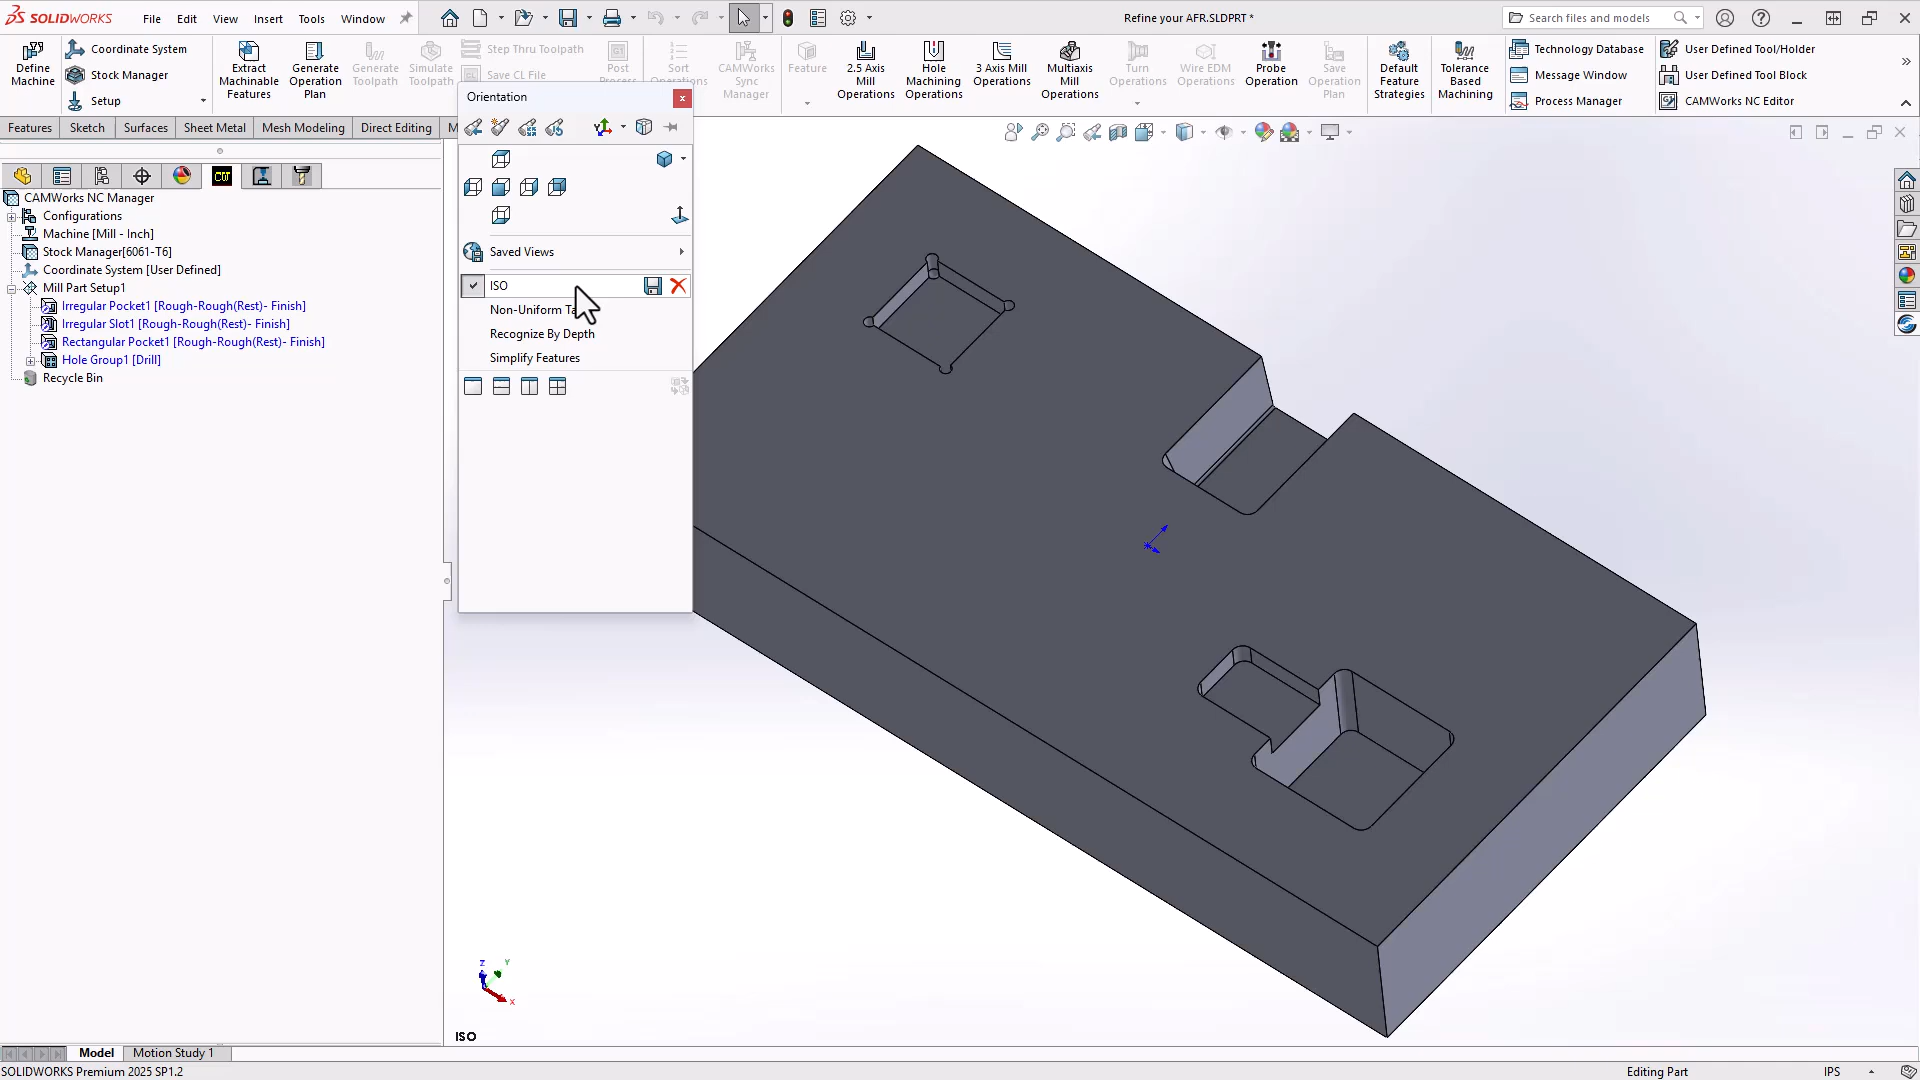 SOLIDWORKS File Edit View Insert Tools Window
Refine your AFR.SLDPRT *
Search files and models
Define Machine
Coordinate System
Stock Manager
Setup
Extract Machinable Features
Generate Operation Plan
Generate Toolpath
Simulate Toolpath
Step Thru Toolpath
Save CL File
Post Process
Sort Operations
CAMWorks Sync Manager
Feature
2.5 Axis Mill Operations
Hole Machining Operations
3 Axis Mill Operations
Multiaxis Mill Operations
Turn Operations
Wire EDM Operations
Probe Operation
Save Operation Plan
Default Feature Strategies
Tolerance Based Machining
Technology Database
Message Window
Process Manager
User Defined Tool/Holder
User Defined Tool Block
CAMWorks NC Editor
Features Sketch Surfaces Sheet Metal Mesh Modeling Direct Editing M
Orientation
Saved Views
ISO
Non-Uniform Ta
Recognize By Depth
Simplify Features
CW
CAMWorks NC Manager
Configurations
Machine [Mill - Inch]
Stock Manager[6061-T6]
Coordinate System [User Defined]
Mill Part Setup1
Irregular Pocket1 [Rough-Rough(Rest)- Finish]
Irregular Slot1 [Rough-Rough(Rest)- Finish]
Rectangular Pocket1 [Rough-Rough(Rest)- Finish]
Hole Group1 [Drill]
Recycle Bin
Z Y X
ISO
Model Motion Study 1
SOLIDWORKS Premium 2025 SP1.2
Editing Part
IPS